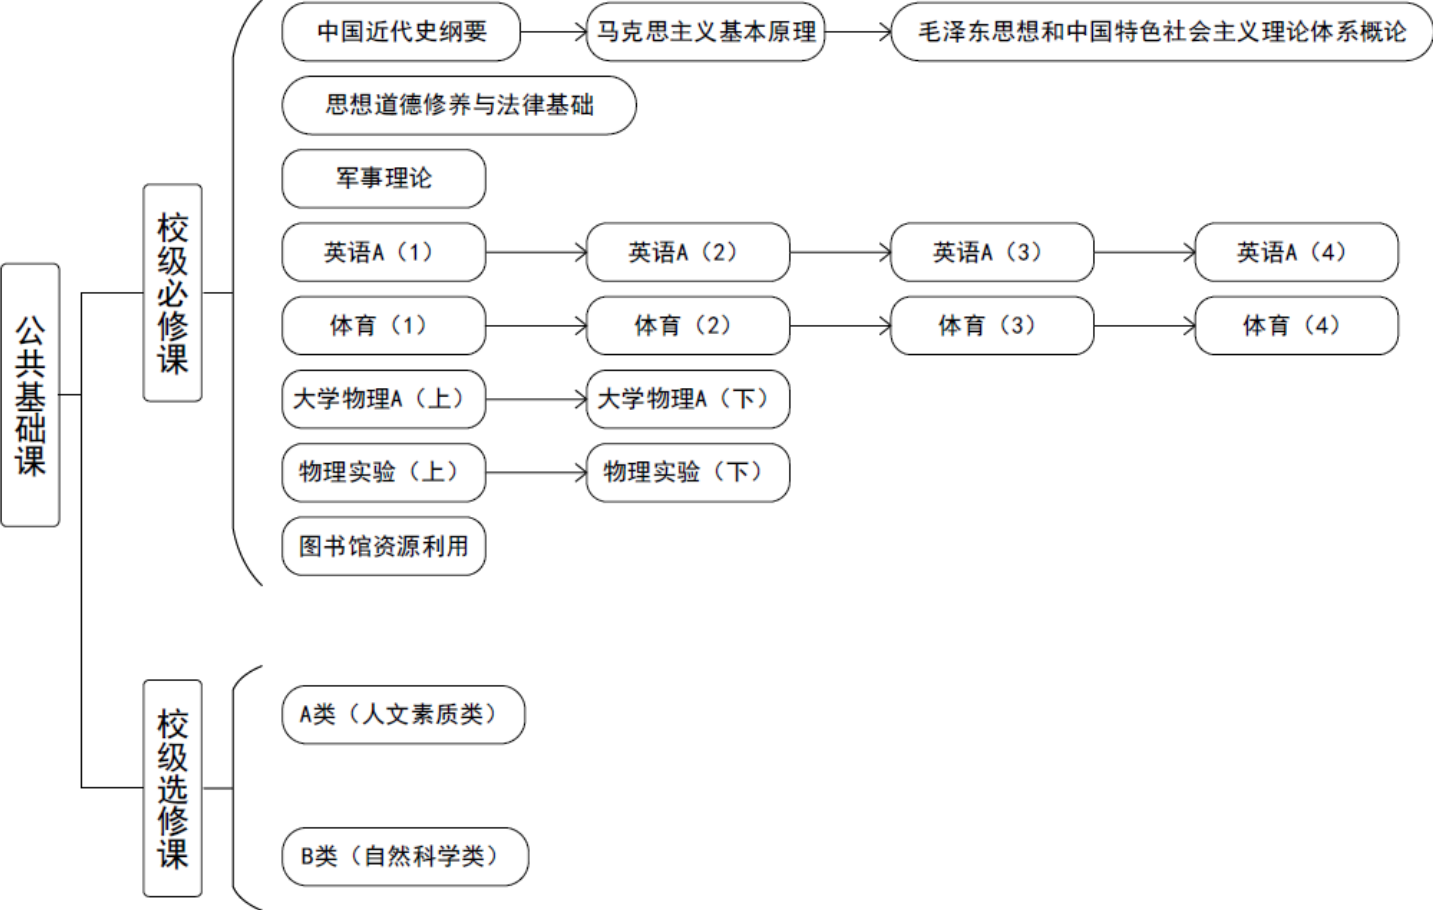 公共基础课
校级必修课
中国近代史纲要
马克思主义基本原理
毛泽东思想和中国特色社会主义理论体系概论
思想道德修养与法律基础
军事理论
英语A（1）
英语A（2）
英语A（3）
英语A（4）
体育（1）
体育（2）
体育（3）
体育（4）
大学物理A（上）
大学物理A（下）
物理实验（上）
物理实验（下）
图书馆资源利用
校级选修课
A类（人文素质类）
B类（自然科学类）